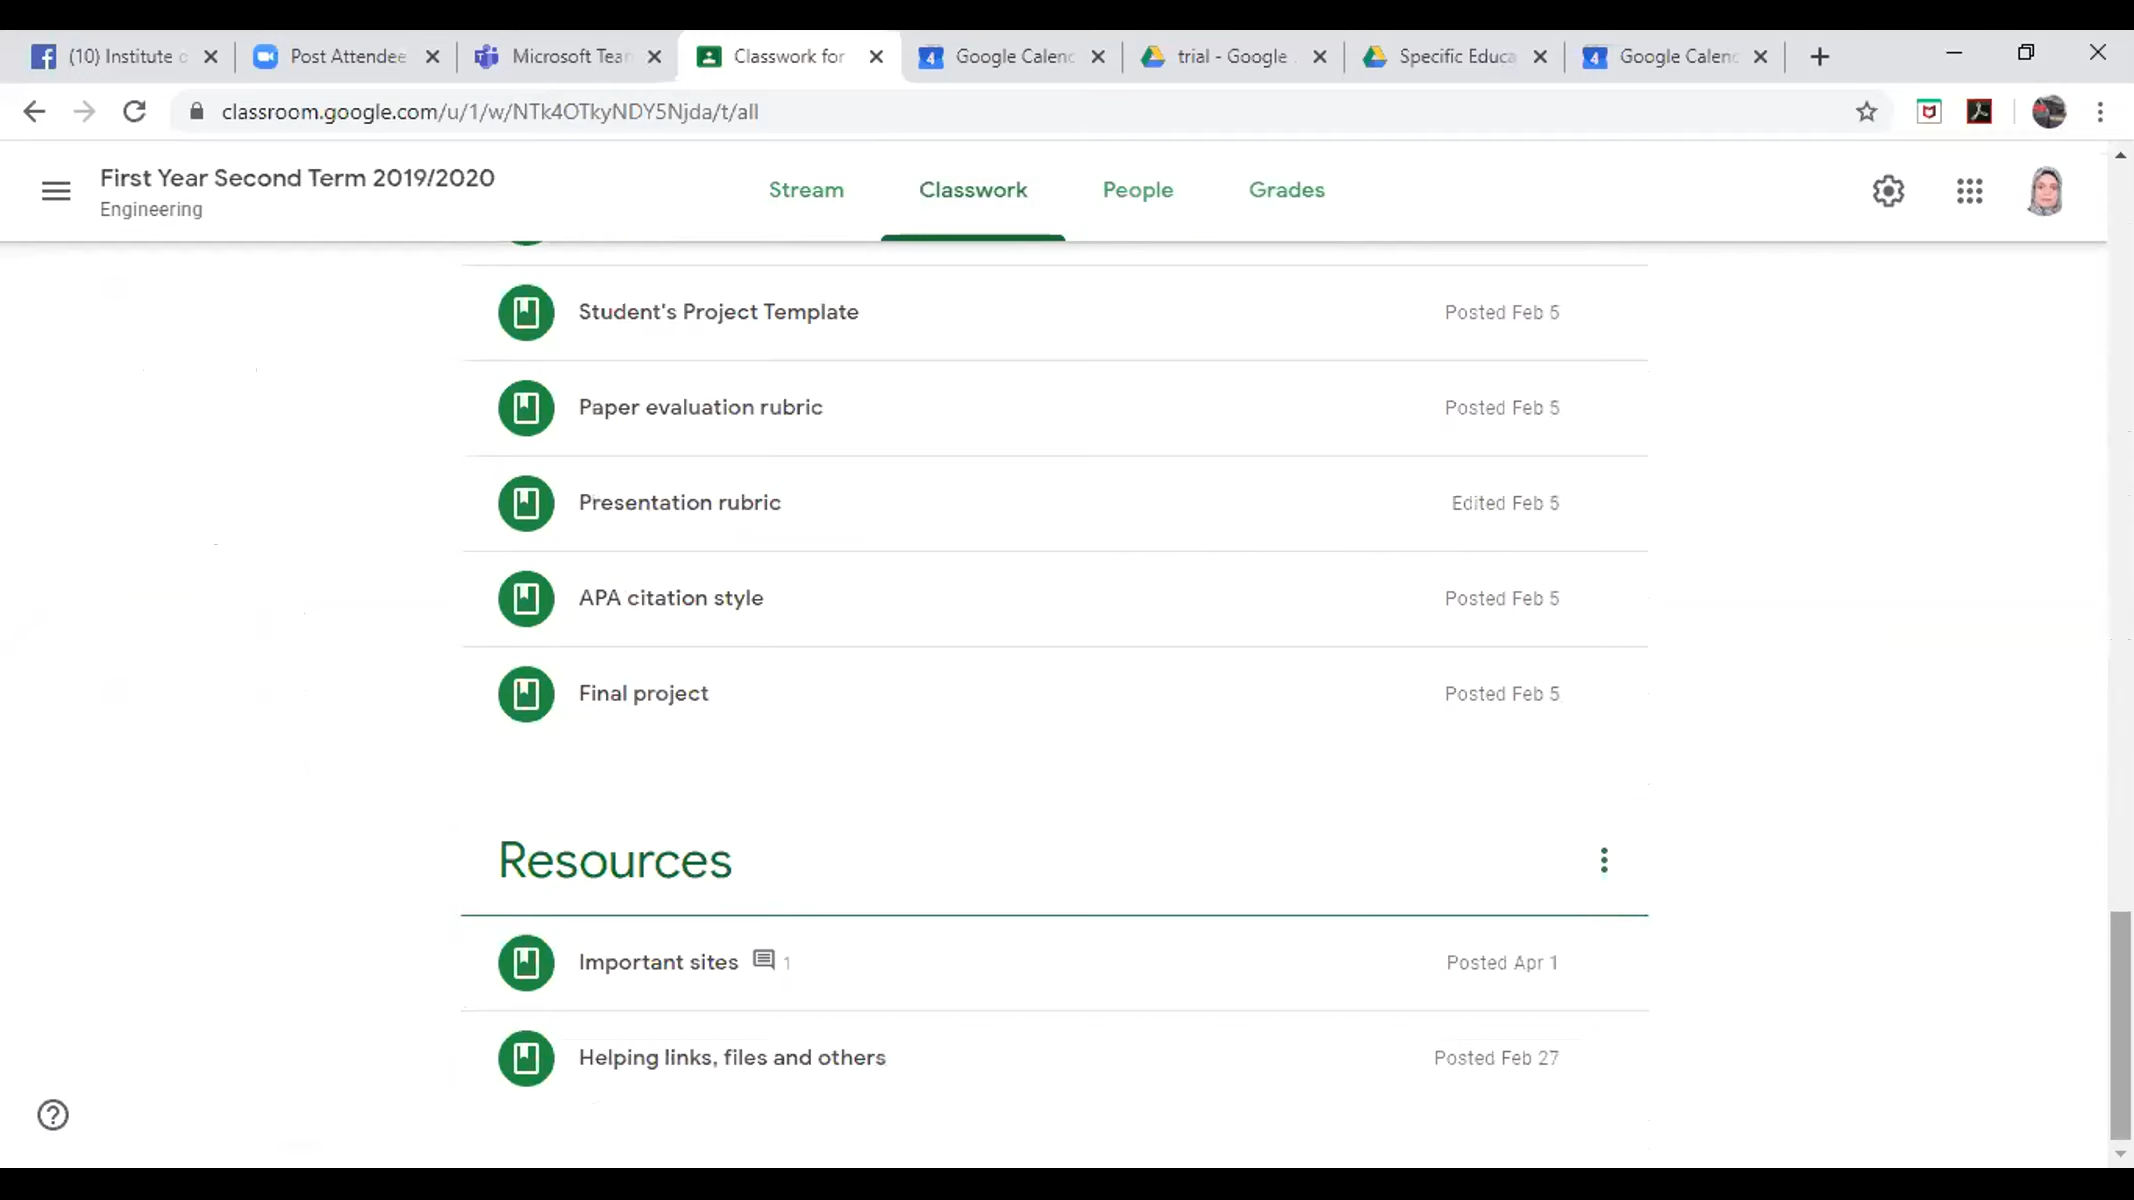 (10) Institute
Post Attendee
Microsoft Tear
Classwork for
Google Calenc
trial - Google
Specific Educa
Google Calenc
classroom.google.com/u/1/w/NTk4OTkyNDY5Njda/t/all
First Year Second Term 2019/2020
Engineering
Stream
Classwork
People
Grades
Student's Project Template
Posted Feb 5
Paper evaluation rubric
Posted Feb 5
Presentation rubric
Edited Feb 5
APA citation style
Posted Feb 5
Final project
Posted Feb 5
Resources
Important sites 1
Posted Apr 1
Helping links, files and others
Posted Feb 27